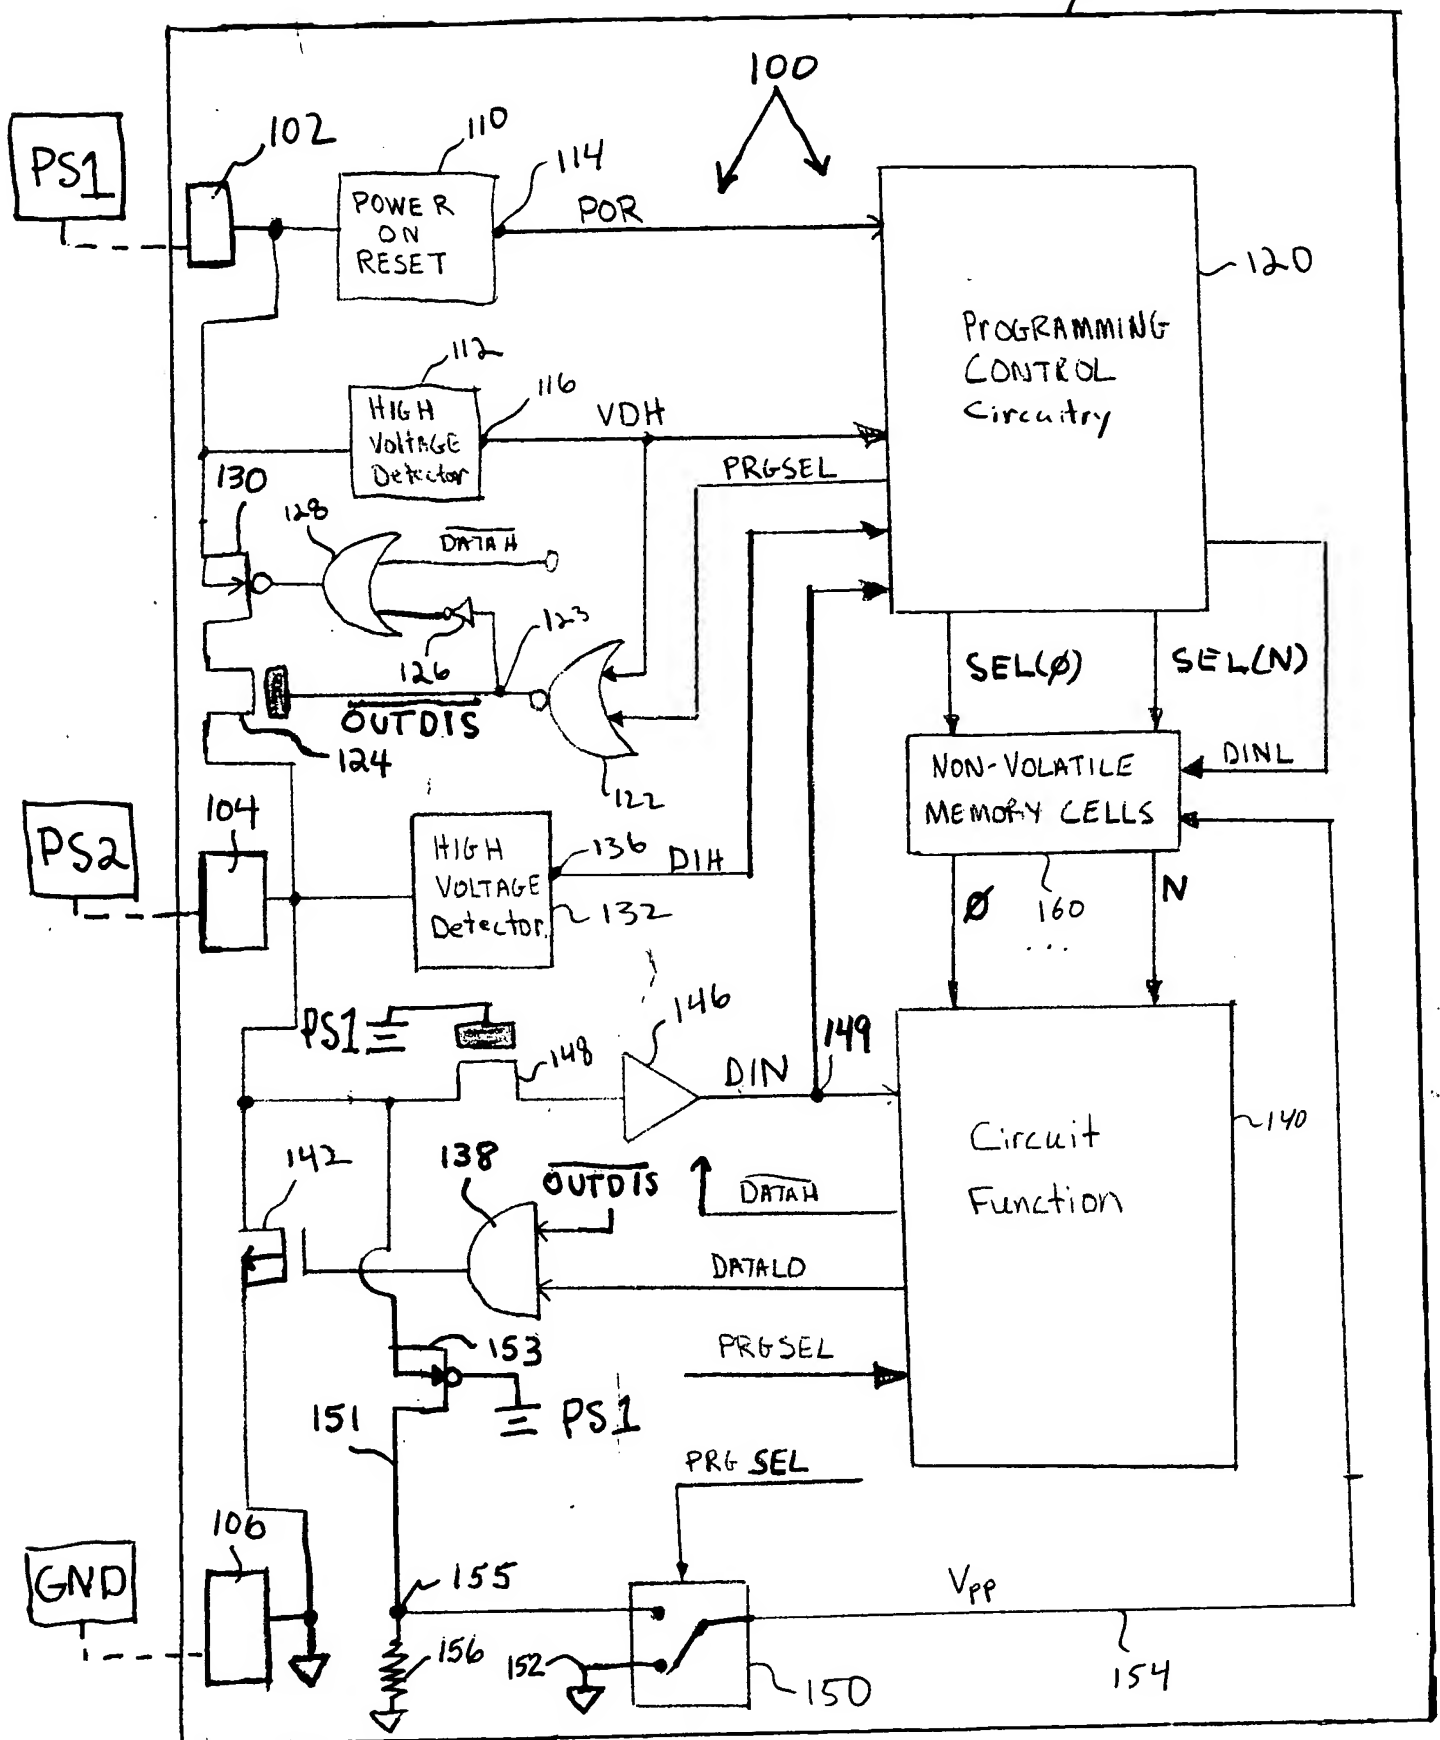 100
PS1
102
110
114
POWER
ON
RESET
POR
120
PROGRAMMING
CONTROL
Circuitry
112
116
HIGH
VOLTAGE
Detector
VDH
PRGSEL
130
128
DATAH
126
123
OUTDIS
124
122
SEL(Ø)
SEL(N)
DINL
NON-VOLATILE
MEMORY CELLS
PS2
104
HIGH
VOLTAGE
Detector
136
DIH
132
Ø
160
N
...
PS1
148
146
DIN
149
Circuit
Function
140
142
138
OUTDIS
DATAH
DATALO
153
PRGSEL
151
PS1
PRGSEL
106
GND
155
156
152
150
VPP
154